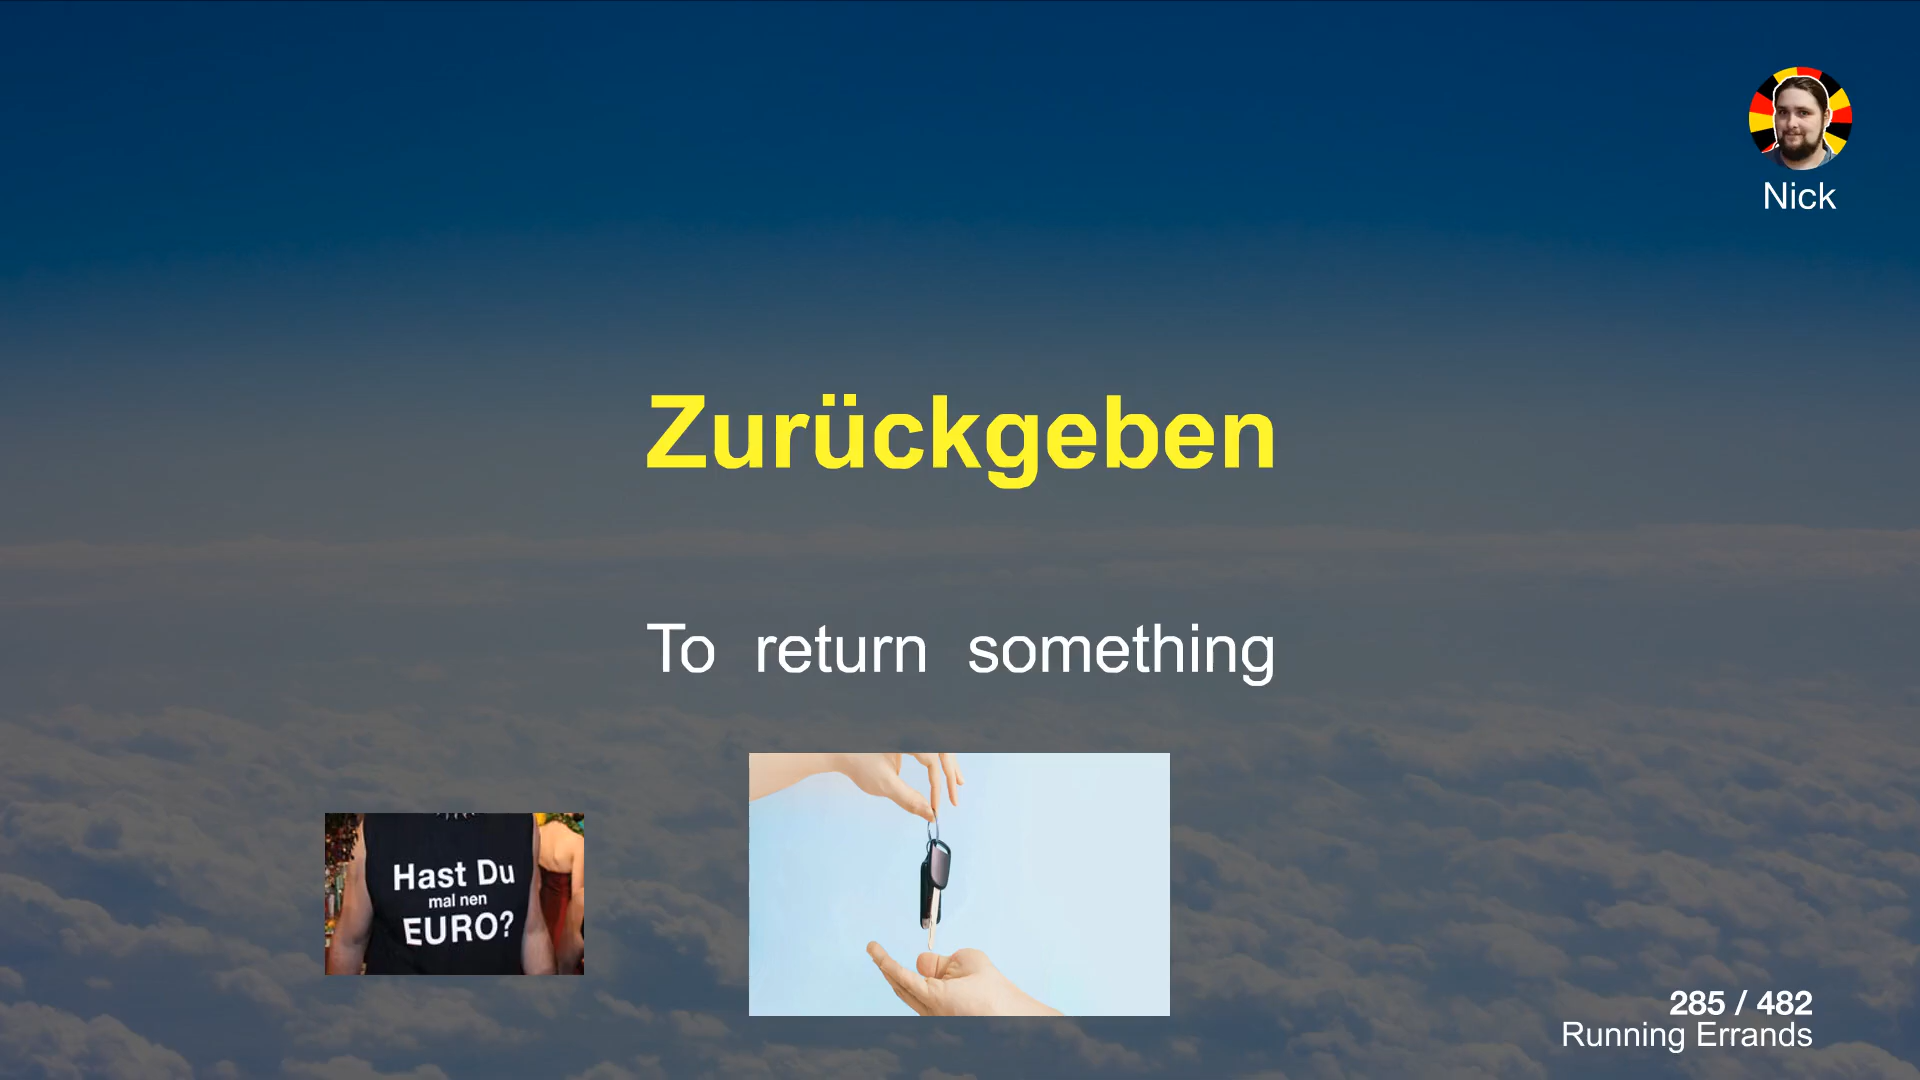 Nick
Zurückgeben
To return something
Hast Du
mal nen
EURO?
285 / 482
Running Errands